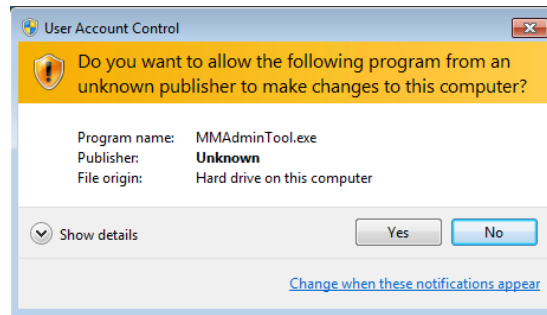 User Account Control
Do you want to allow the following program from an
unknown publisher to make changes to this computer?
Program name: MMAdminTool.exe
Publisher: Unknown
File origin: Hard drive on this computer
Show details
Yes No
Change when these notifications appear